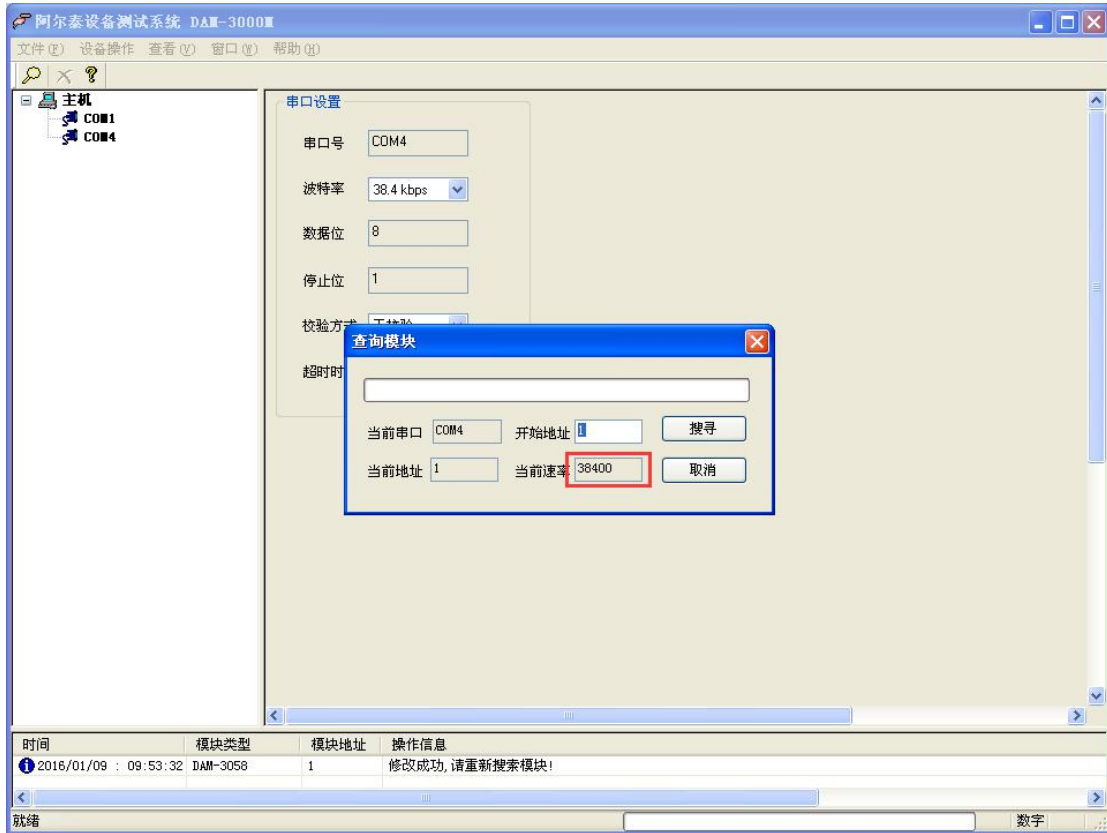 阿尔泰设备测试系统 DAM-3000M
文件(F) 设备操作 查看(V) 窗口(W) 帮助(H)
主机
COM1
COM4
串口设置
串口号 COM4
波特率 38.4 kbps
数据位 8
停止位 1
校验方式 无校验
超时时
查询模块
当前串口 COM4 开始地址 1 搜寻
当前地址 1 当前速率 38400 取消
时间 模块类型 模块地址 操作信息
2016/01/09 : 09:53:32 DAM-3058 1 修改成功,请重新搜索模块!
就绪 数字